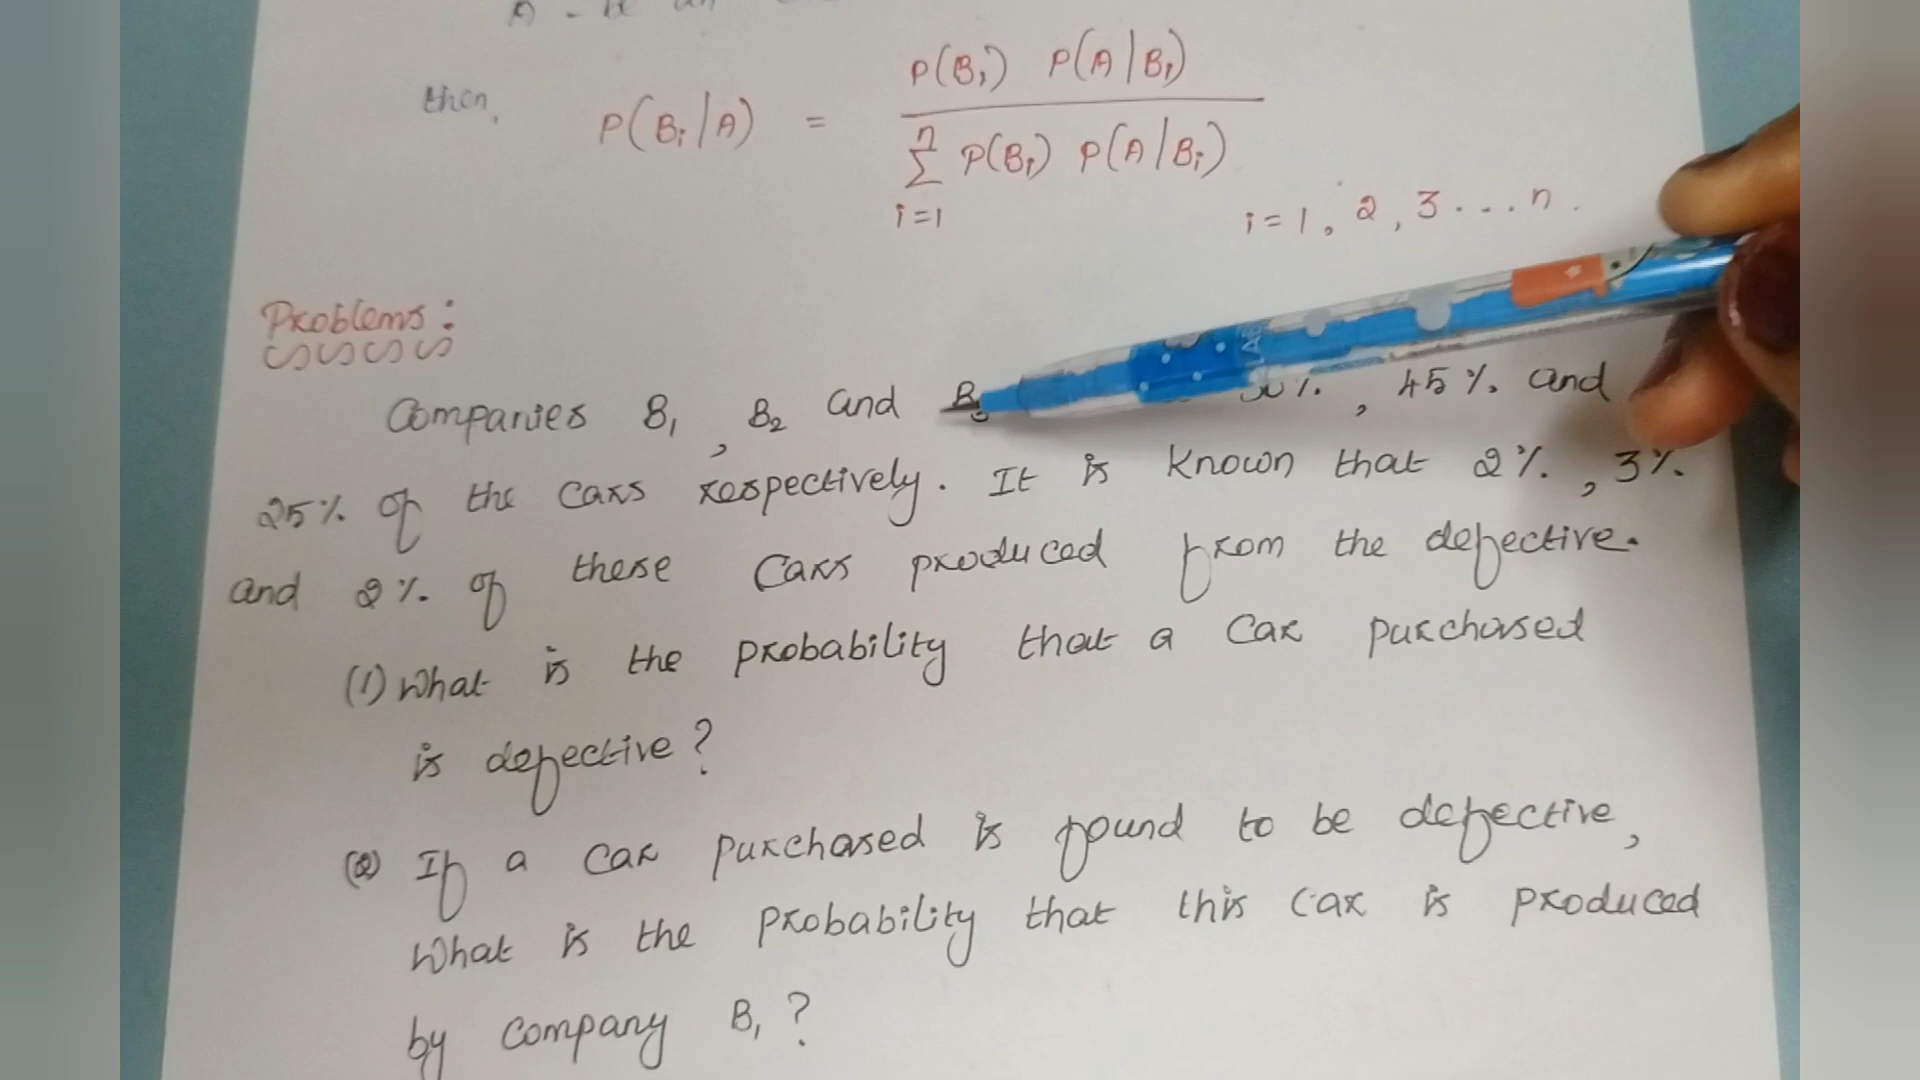 then,
P(Bi/A) = P(Bi) P(A/Bi)
n
∑ P(Bi) P(A/Bi)
i=1
i=1, 2, 3 ... n.
Problems:
Companies B1, B2 and 45%. and
25%. of the cars respectively. It is known that 2%., 3%.
and 2%. of these cars produced from the defective.
(1) What is the probability that a car purchased
is defective?
(2) If a car purchased is found to be defective,
What is the probability that this car is produced
by company B1?